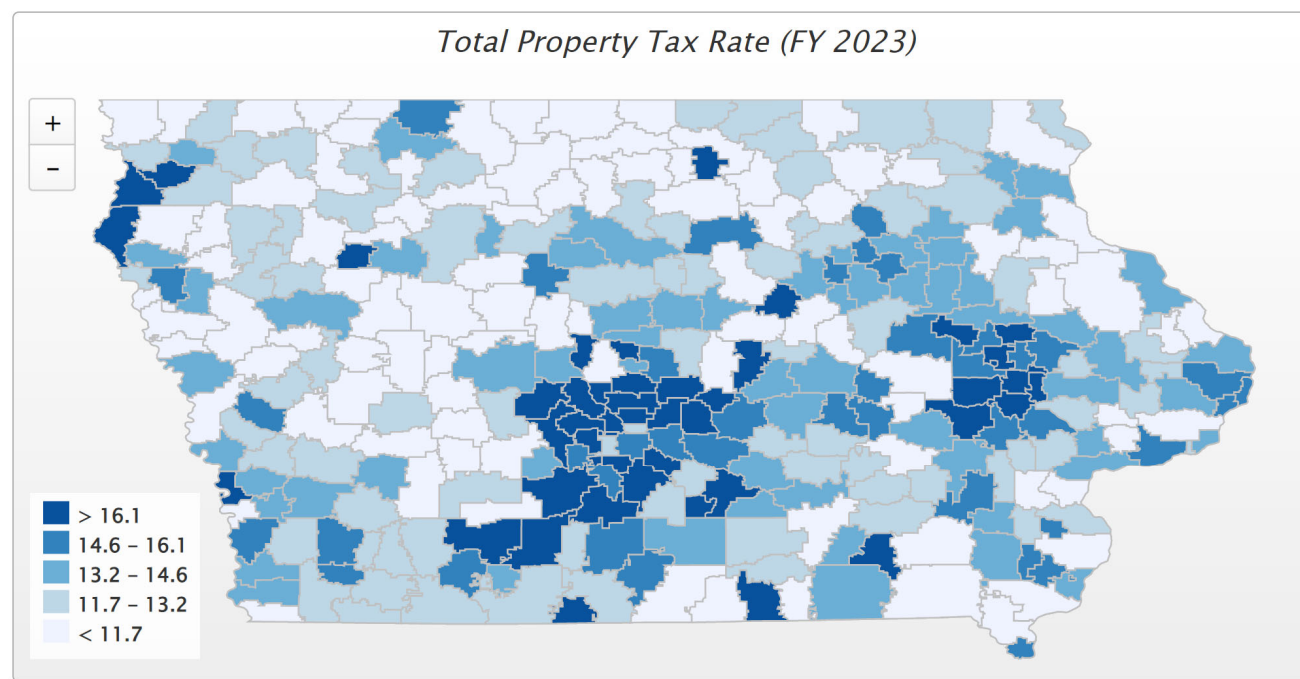 Total Property Tax Rate (FY 2023)
+
–
> 16.1
14.6 – 16.1
13.2 – 14.6
11.7 – 13.2
< 11.7